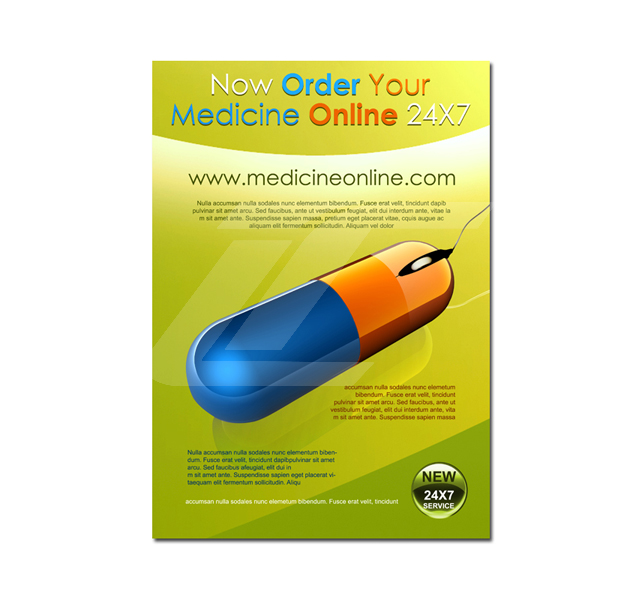 Now Order Your
Medicine Online 24X7
www.medicineonline.com
Nulla accumsan nulla sodales nunc elementum bibendum. Fusce erat velit, tincidunt dapib
pulvinar sit amet arcu. Sed faucibus, ante ut vestibulum feugiat, elit dui interdum ante, vitae la
m sit amet ante. Suspendisse sapien massa, pretium eget placerat vitae, cquis augue ac
aliquam elit fermentum sollicitudin. Aliquam vel dolor
accumsan nulla sodales nunc elemetum
bibendum. Fusce erat velit, tincidunt
pulvinar sit amet arcu. Sed faucibus, ante ut
vestibulum feugiat, elit dui interdum ante, vita
m sit amet ante. Suspendisse sapien massa
Nulla accumsan nulla sodales nunc elementum biben-
dum. Fusce erat velit, tincidunt dapibpulvinar sit amet
arcu. Sed faucibus afeugiat, elit dui in
m sit amet ante. Suspendisse sapien eget placerat vi-
taequam elit fermentum sollicitudin. Aliqu
accumsan nulla sodales nunc elemetum bibendum. Fusce erat velit, tincidunt
NEW
24X7
SERVICE